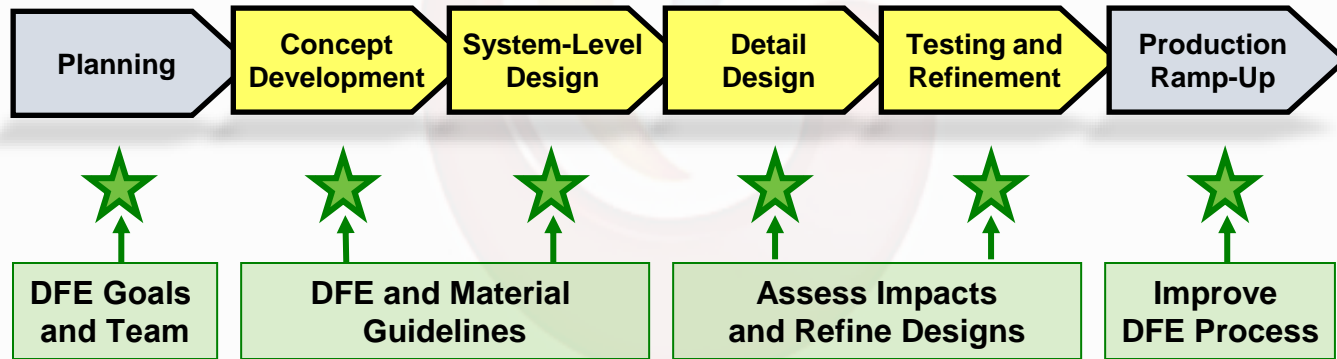 Planning
Concept
Development
System-Level
Design
Detail
Design
Testing and
Refinement
Production
Ramp-Up
DFE Goals
and Team
DFE and Material
Guidelines
Assess Impacts
and Refine Designs
Improve
DFE Process